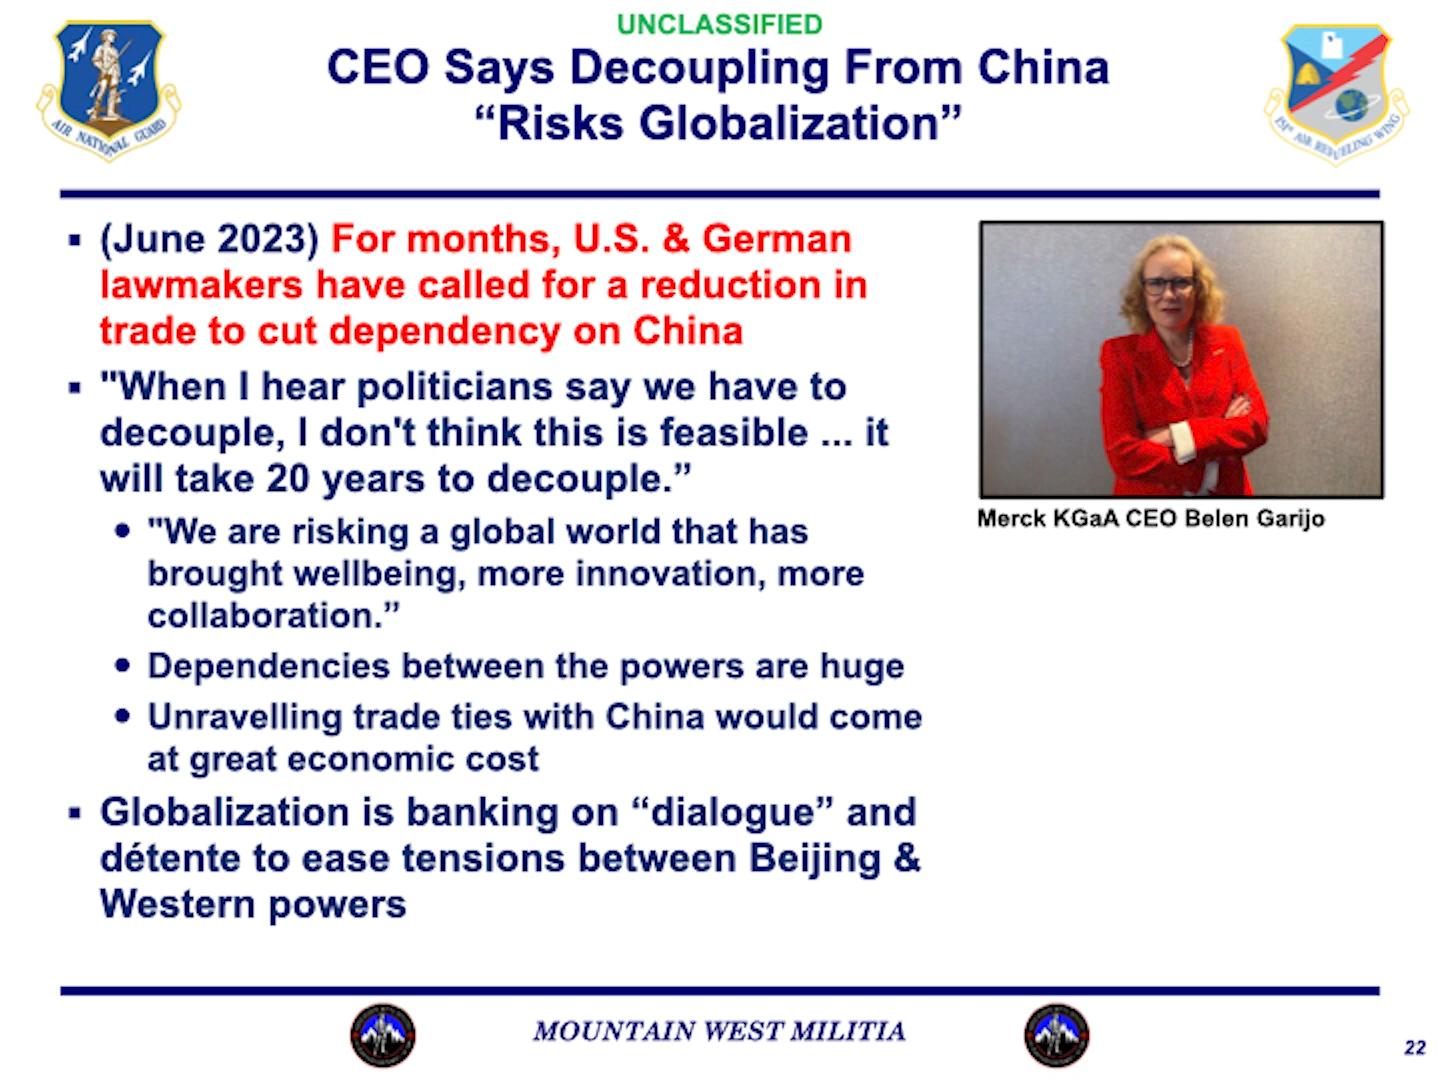 UNCLASSIFIED
CEO Says Decoupling From China
“Risks Globalization”
AIR NATIONAL GUARD
151st AIR REFUELING WING
(June 2023) For months, U.S. & German
lawmakers have called for a reduction in
trade to cut dependency on China
"When I hear politicians say we have to
decouple, I don't think this is feasible ... it
will take 20 years to decouple.”
"We are risking a global world that has
brought wellbeing, more innovation, more
collaboration.”
Dependencies between the powers are huge
Unravelling trade ties with China would come
at great economic cost
Globalization is banking on “dialogue” and
détente to ease tensions between Beijing &
Western powers
Merck KGaA CEO Belen Garijo
MOUNTAIN WEST MILITIA
22